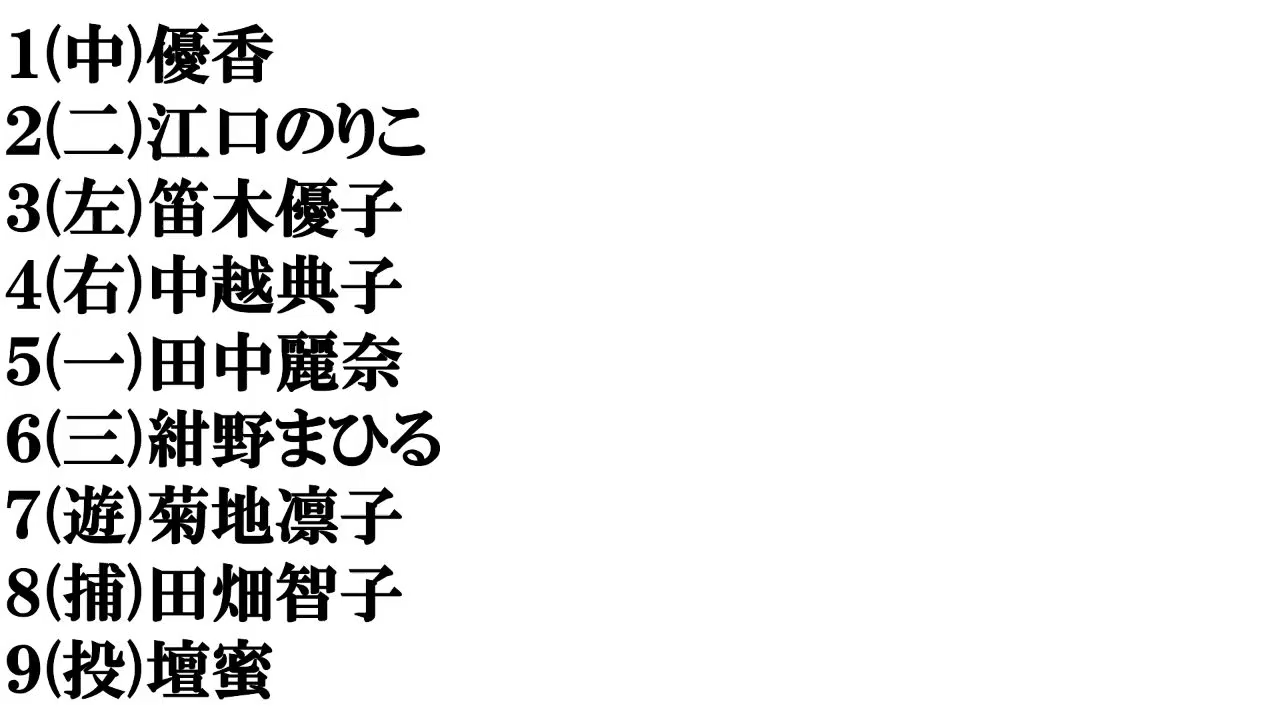 1(中)優香
2(二)江口のりこ
3(左)笛木優子
4(右)中越典子
5(一)田中麗奈
6(三)紺野まひる
7(遊)菊地凛子
8(捕)田畑智子
9(投)壇蜜